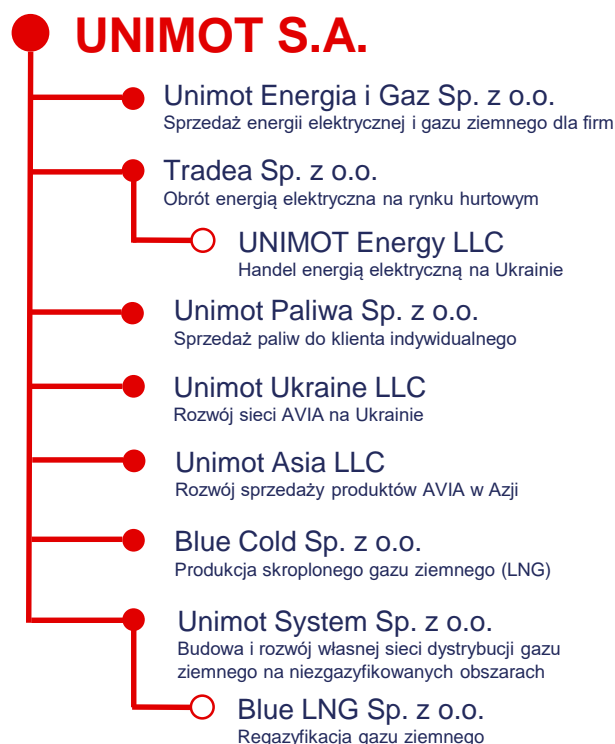 UNIMOT S.A.
Unimot Energia i Gaz Sp. z o.o.
Sprzedaż energii elektrycznej i gazu ziemnego dla firm
Tradea Sp. z o.o.
Obrót energią elektryczna na rynku hurtowym
UNIMOT Energy LLC
Handel energią elektryczną na Ukrainie
Unimot Paliwa Sp. z o.o.
Sprzedaż paliw do klienta indywidualnego
Unimot Ukraine LLC
Rozwój sieci AVIA na Ukrainie
Unimot Asia LLC
Rozwój sprzedaży produktów AVIA w Azji
Blue Cold Sp. z o.o.
Produkcja skroplonego gazu ziemnego (LNG)
Unimot System Sp. z o.o.
Budowa i rozwój własnej sieci dystrybucji gazu
ziemnego na niezgazyfikowanych obszarach
Blue LNG Sp. z o.o.
Regazyfikacja gazu ziemnego